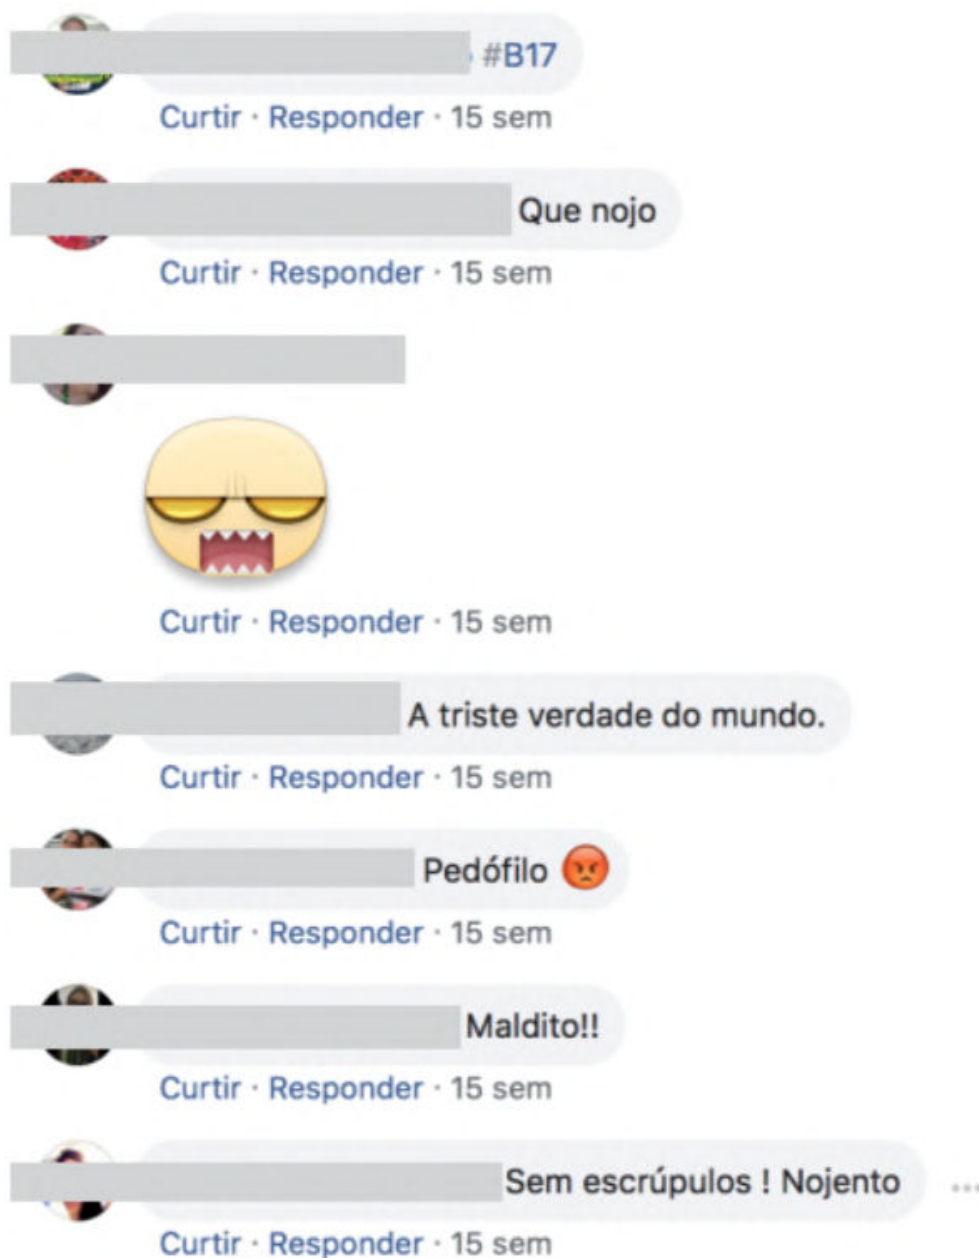 #B17
Curtir · Responder · 15 sem
Que nojo
Curtir · Responder · 15 sem
Curtir · Responder · 15 sem
A triste verdade do mundo.
Curtir · Responder · 15 sem
Pedófilo 😡
Curtir · Responder · 15 sem
Maldito!!
Curtir · Responder · 15 sem
Sem escrúpulos ! Nojento
Curtir · Responder · 15 sem